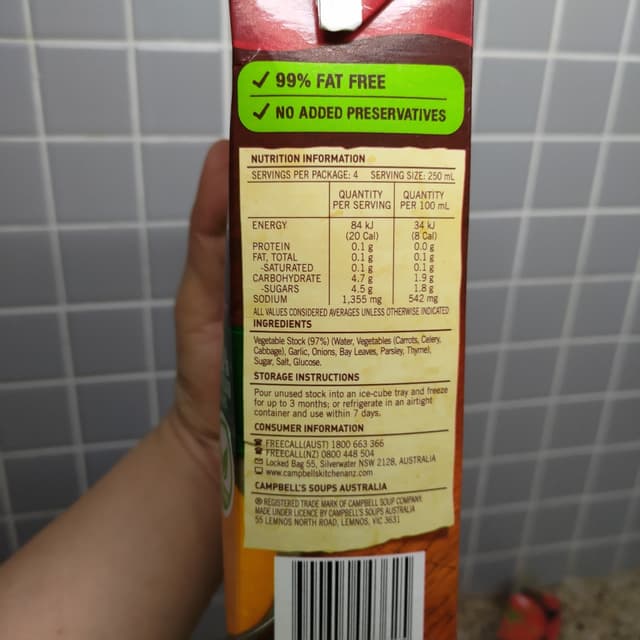 ✓ 99% FAT FREE
✓ NO ADDED PRESERVATIVES
NUTRITION INFORMATION
SERVINGS PER PACKAGE: 4 SERVING SIZE: 250 mL
QUANTITY PER SERVING QUANTITY PER 100 mL
ENERGY 84 kJ 34 kJ
(20 Cal) (8 Cal)
PROTEIN 0.1 g 0.0 g
FAT, TOTAL 0.1 g 0.1 g
-SATURATED 0.1 g 0.1 g
CARBOHYDRATE 4.7 g 1.9 g
-SUGARS 4.5 g 1.8 g
SODIUM 1,355 mg 542 mg
ALL VALUES CONSIDERED AVERAGES UNLESS OTHERWISE INDICATED
INGREDIENTS
Vegetable Stock (97%) (Water, Vegetables (Carrots, Celery,
Cabbage), Garlic, Onions, Bay Leaves, Parsley, Thyme),
Sugar, Salt, Glucose.
STORAGE INSTRUCTIONS
Pour unused stock into an ice-cube tray and freeze
for up to 3 months; or refrigerate in an airtight
container and use within 7 days.
CONSUMER INFORMATION
FREECALL(AUST) 1800 663 366
FREECALL(NZ) 0800 448 504
Locked Bag 55, Silverwater NSW 2128, AUSTRALIA
www.campbellskitchenanz.com
CAMPBELL'S SOUPS AUSTRALIA
® REGISTERED TRADE MARK OF CAMPBELL SOUP COMPANY.
MADE UNDER LICENCE BY CAMPBELL'S SOUPS AUSTRALIA
55 LEMNOS NORTH ROAD, LEMNOS, VIC 3631